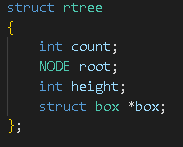 struct rtree
{
    int count;
    NODE root;
    int height;
    struct box *box;
};